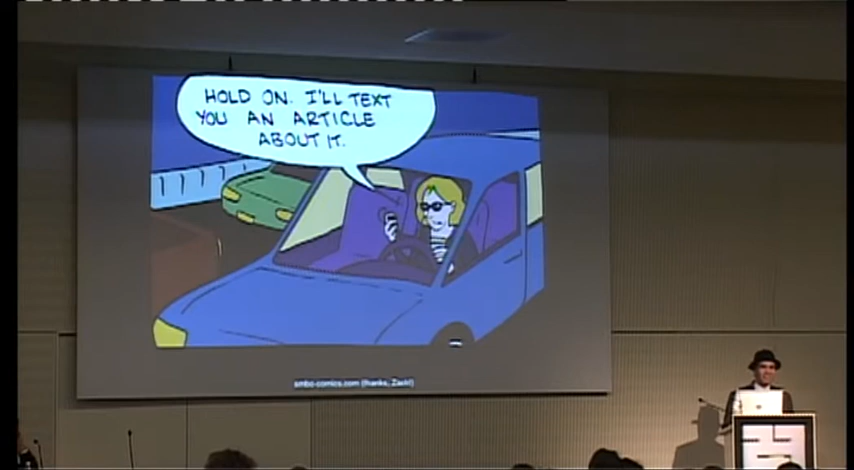 HOLD ON. I'LL TEXT
YOU AN ARTICLE
ABOUT IT.
smbc-comics.com (thanks, Zach!)